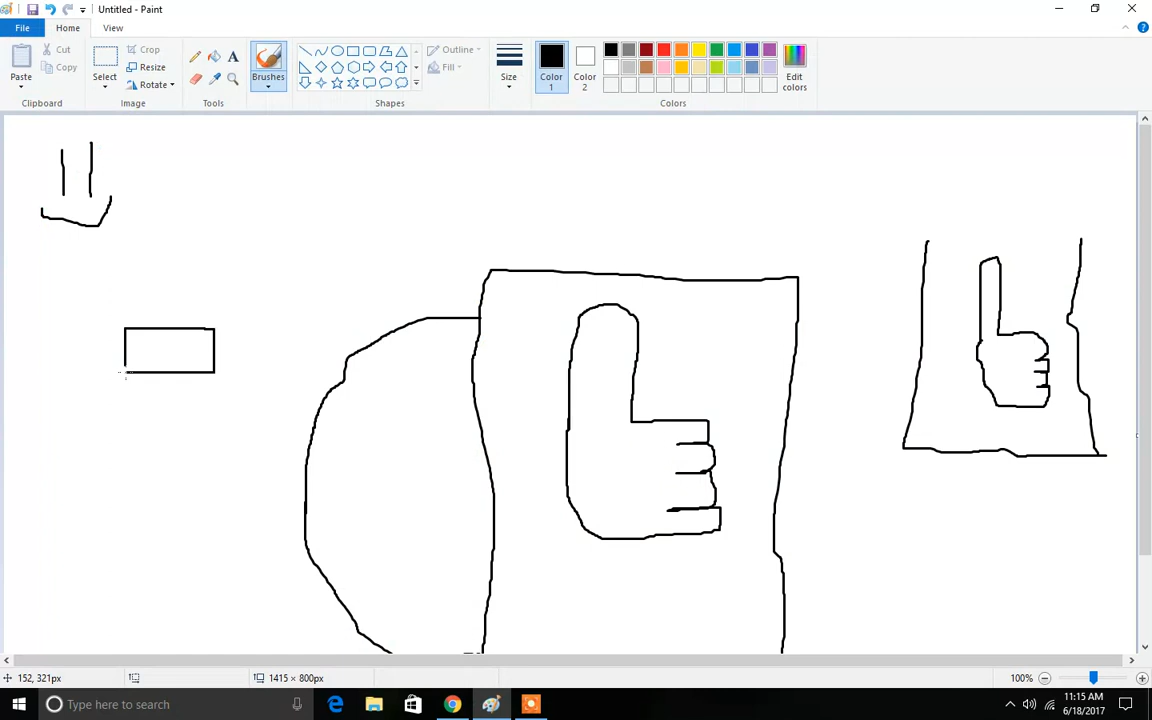 Untitled - Paint
File Home View
Paste Cut Copy
Clipboard
Select Crop Resize Rotate
Image
Tools
Brushes
Outline Fill
Shapes
Size
Color 1
Color 2
Edit colors
Colors
152, 321px
1415 × 800px
100%
Type here to search
11:15 AM
6/18/2017